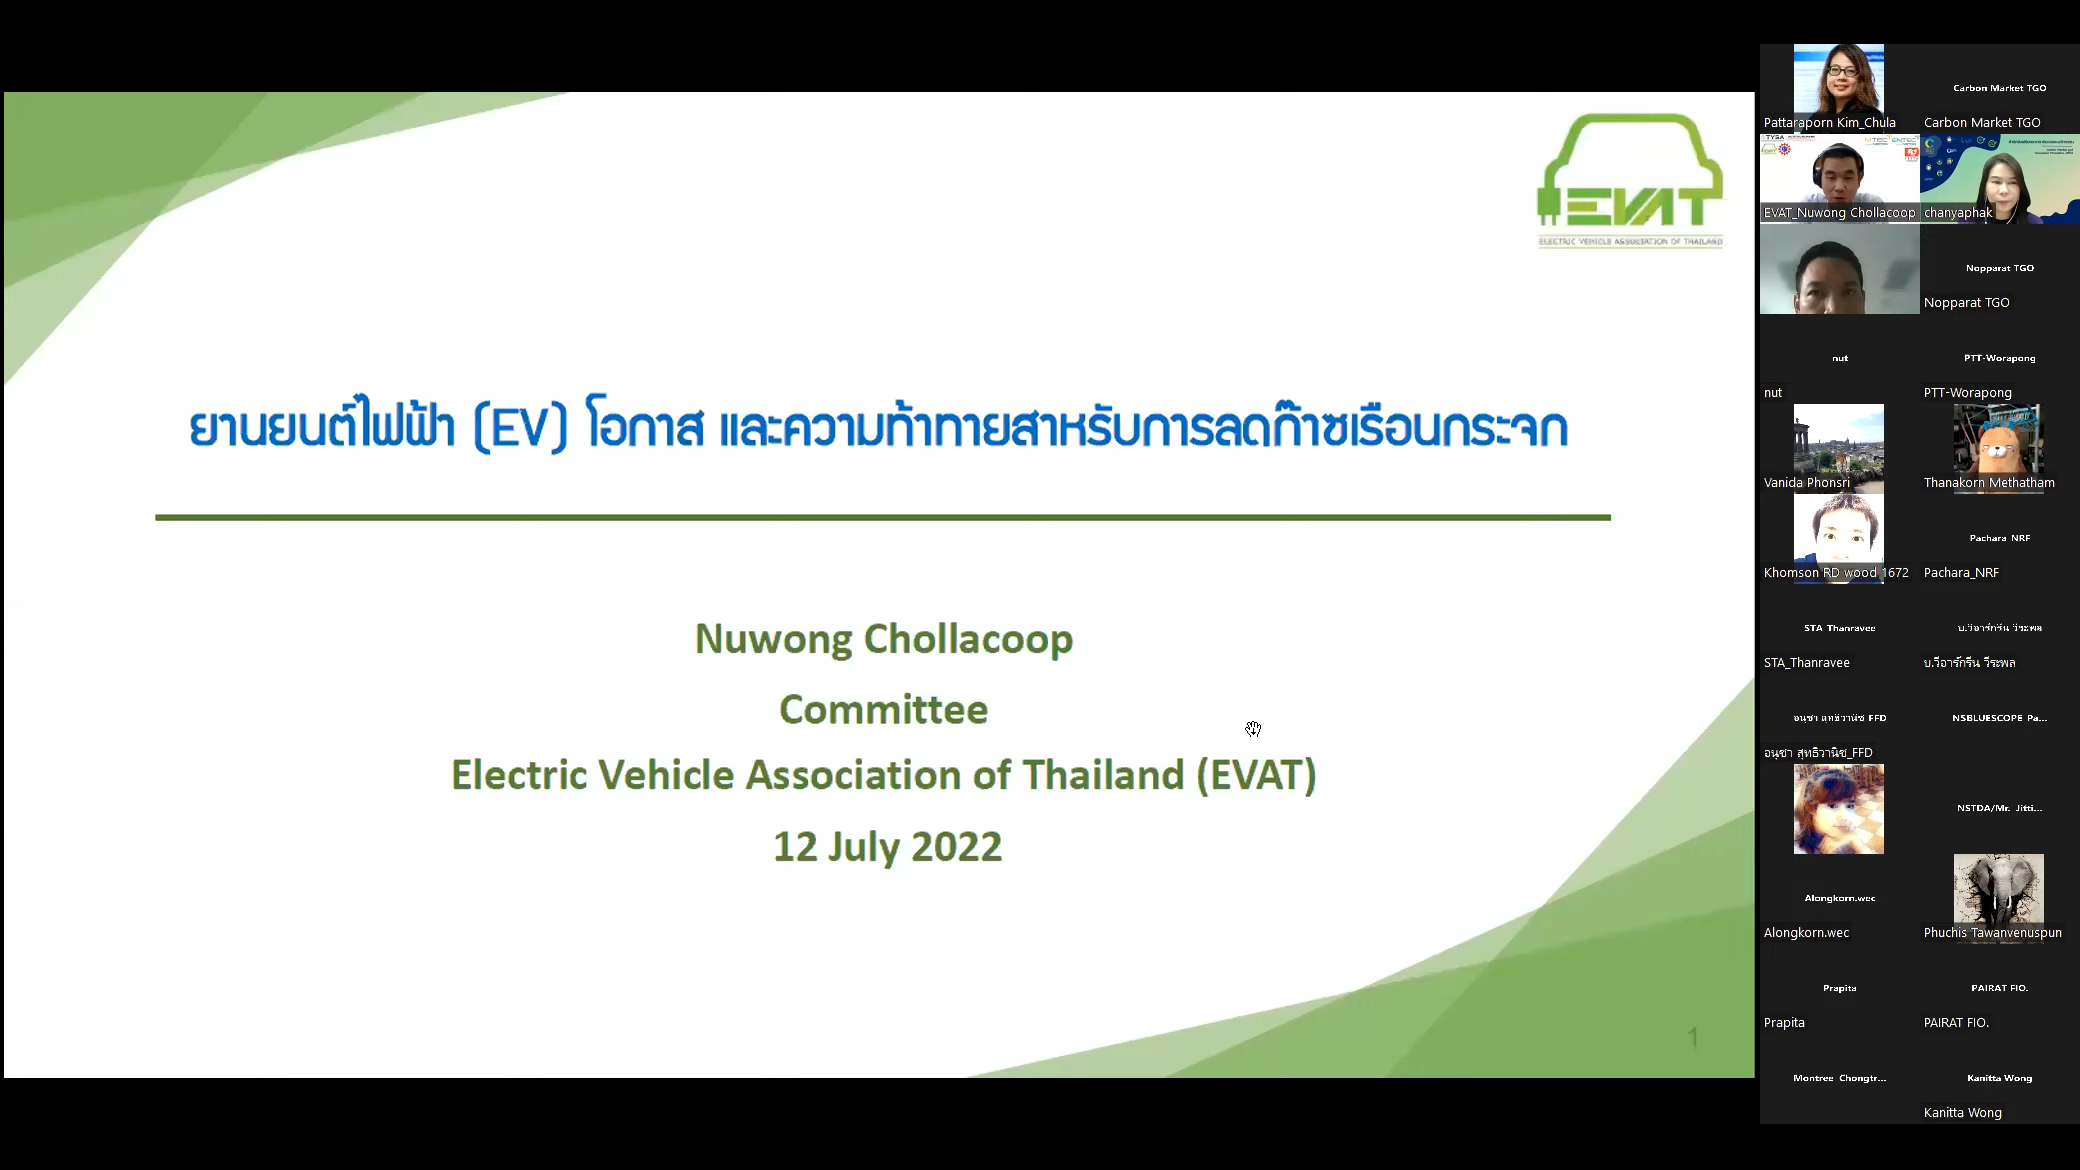 EVAT
ELECTRIC VEHICLE ASSOCIATION OF THAILAND
ยานยนต์ไฟฟ้า (EV) โอกาส และความท้าทายสำหรับการลดก๊าซเรือนกระจก
Nuwong Chollacoop
Committee
Electric Vehicle Association of Thailand (EVAT)
12 July 2022
1
Pattaraporn Kim_Chula
Carbon Market TGO
Carbon Market TGO
EVAT_Nuwong Chollacoop
chanyaphak
Nopparat TGO
Nopparat TGO
nut
nut
PTT-Worapong
PTT-Worapong
Vanida Phonsri
Thanakorn Methatham
Khomson RD wood 1672
Pachara_NRF
Pachara_NRF
STA_Thanravee
STA_Thanravee
บ.วีอาร์กรีน วีระพล
บ.วีอาร์กรีน วีระพล
อนุชา สุทธิวานิช_FFD
อนุชา สุทธิวานิช_FFD
NSBLUESCOPE Pa...
NSTDA/Mr. Jitti...
Alongkorn.wec
Alongkorn.wec
Phuchis Tawanvenuspun
Prapita
Prapita
PAIRAT FIO.
PAIRAT FIO.
Montree Chongtr...
Kanitta Wong
Kanitta Wong